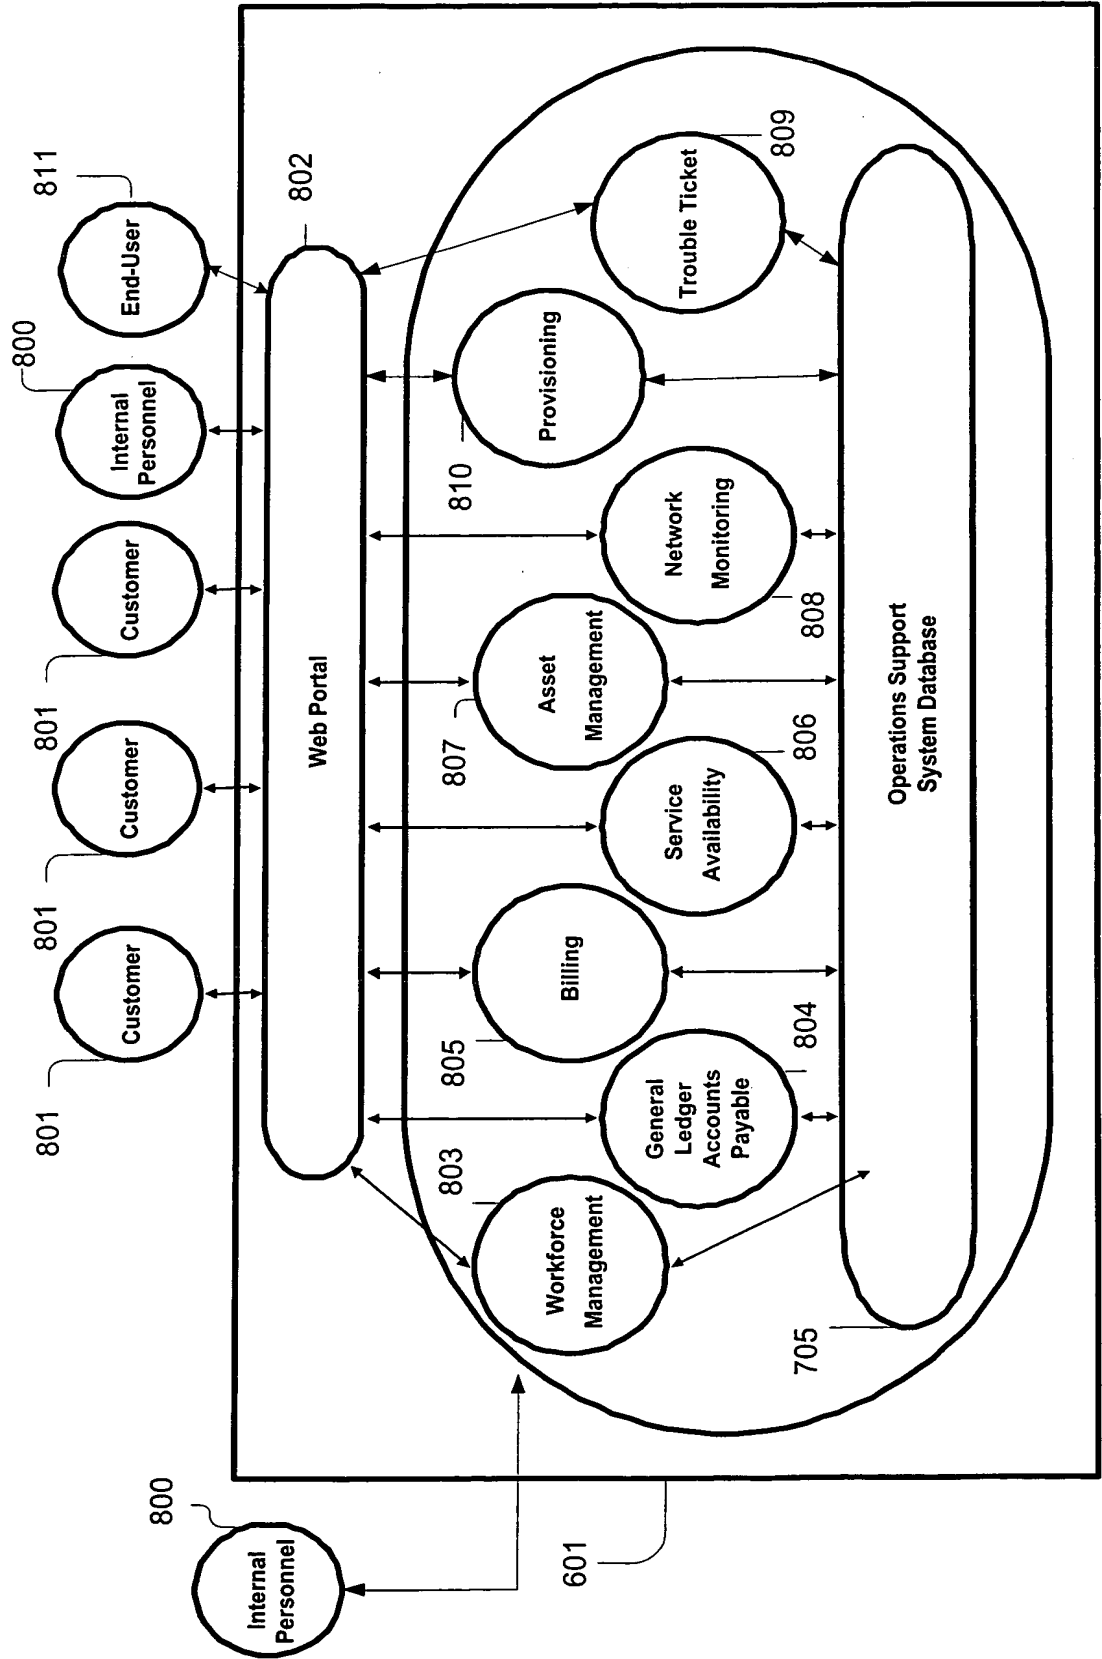 800
Internal
Personnel
601
801
Customer
801
Customer
801
Customer
800
Internal
Personnel
811
End-User
802
Web Portal
803
Workforce
Management
804
General
Ledger
Accounts
Payable
805
Billing
806
Service
Availability
807
Asset
Management
808
Network
Monitoring
810
Provisioning
809
Trouble Ticket
705
Operations Support
System Database